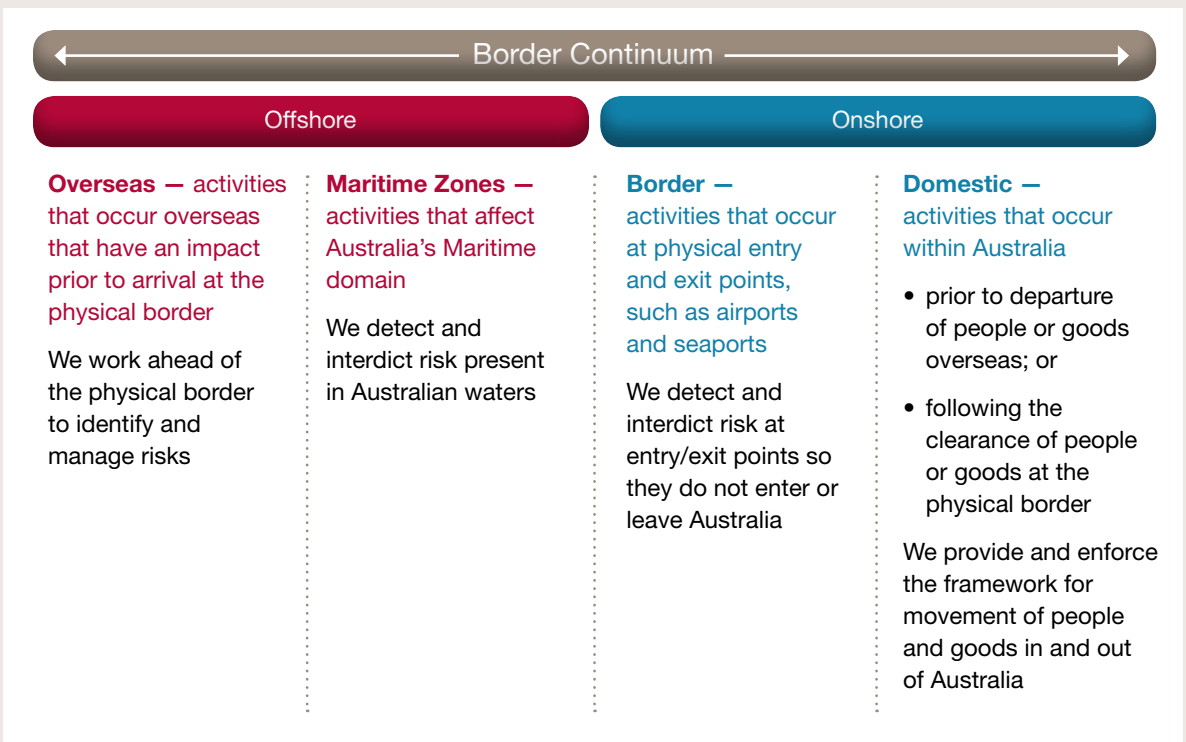 Border Continuum
Offshore
Onshore
Overseas — activities
that occur overseas
that have an impact
prior to arrival at the
physical border
We work ahead of
the physical border
to identify and
manage risks
Maritime Zones —
activities that affect
Australia’s Maritime
domain
We detect and
interdict risk present
in Australian waters
Border —
activities that occur
at physical entry
and exit points,
such as airports
and seaports
We detect and
interdict risk at
entry/exit points so
they do not enter or
leave Australia
Domestic —
activities that occur
within Australia
• prior to departure
of people or goods
overseas; or
• following the
clearance of people
or goods at the
physical border
We provide and enforce
the framework for
movement of people
and goods in and out
of Australia